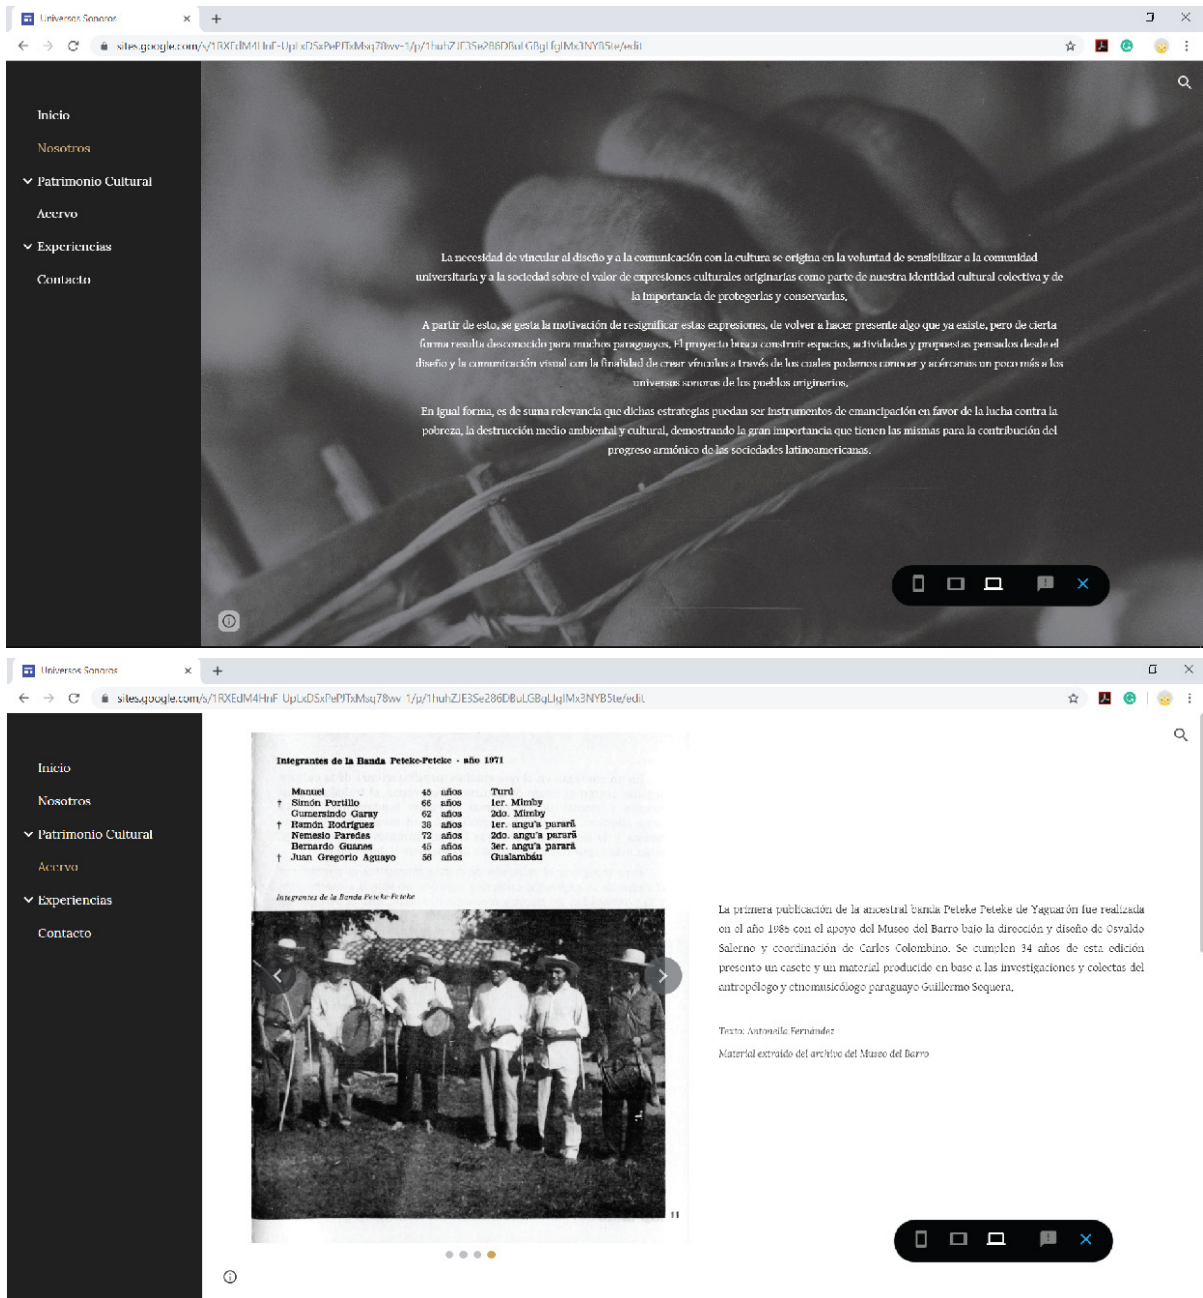 Universos Sonoros
sites.google.com
Inicio
Nosotros
Patrimonio Cultural
Acervo
Experiencias
Contacto
La necesidad de vincular al diseño y a la comunicación con la cultura se origina en la voluntad de sensibilizar a la comunidad
universitaria y a la sociedad sobre el valor de expresiones culturales originarias como parte de nuestra identidad cultural colectiva y de
la importancia de protegerlas y conservarlas.
A partir de esto, se gesta la motivación de resignificar estas expresiones, de volver a hacer presente algo que ya existe, pero de cierta
forma resulta desconocido para muchos paraguayos. El proyecto busca construir espacios, actividades y propuestas pensados desde el
diseño y la comunicación visual con la finalidad de crear vínculos a través de los cuales podamos conocer y acércanos un poco más a los
universos sonoros de los pueblos originarios.
En igual forma, es de suma relevancia que dichas estrategias puedan ser instrumentos de emancipación en favor de la lucha contra la
pobreza, la destrucción medio ambiental y cultural, demostrando la gran importancia que tienen las mismas para la contribución del
progreso armónico de las sociedades latinoamericanas.
Universos Sonoros
sites.google.com
Inicio
Nosotros
Patrimonio Cultural
Acervo
Experiencias
Contacto
Integrantes de la Banda Peteke-Peteke - año 1971
Manuel 45 años Turú
† Simón Portillo 66 años 1er. Mimby
Gumersindo Garay 62 años 2do. Mimby
† Ramón Rodríguez 38 años 1er. angu'a parará
Nemesio Paredes 72 años 2do. angu'a parará
Bernardo Guanes 45 años 3er. angu'a parará
† Juan Gregorio Aguayo 56 años Gualambáu
Integrantes de la Banda Peteke-Peteke
11
La primera publicación de la ancestral banda Peteke Peteke de Yaguarón fue realizada
en el año 1986 con el apoyo del Museo del Barro bajo la dirección y diseño de Osvaldo
Salerno y coordinación de Carlos Colombino. Se cumplen 34 años de esta edición
presento un casete y un material producido en base a las investigaciones y colectas del
antropólogo y etnomusicólogo paraguayo Guillermo Sequera.
Texto: Antonella Fernández
Material extraído del archivo del Museo del Barro